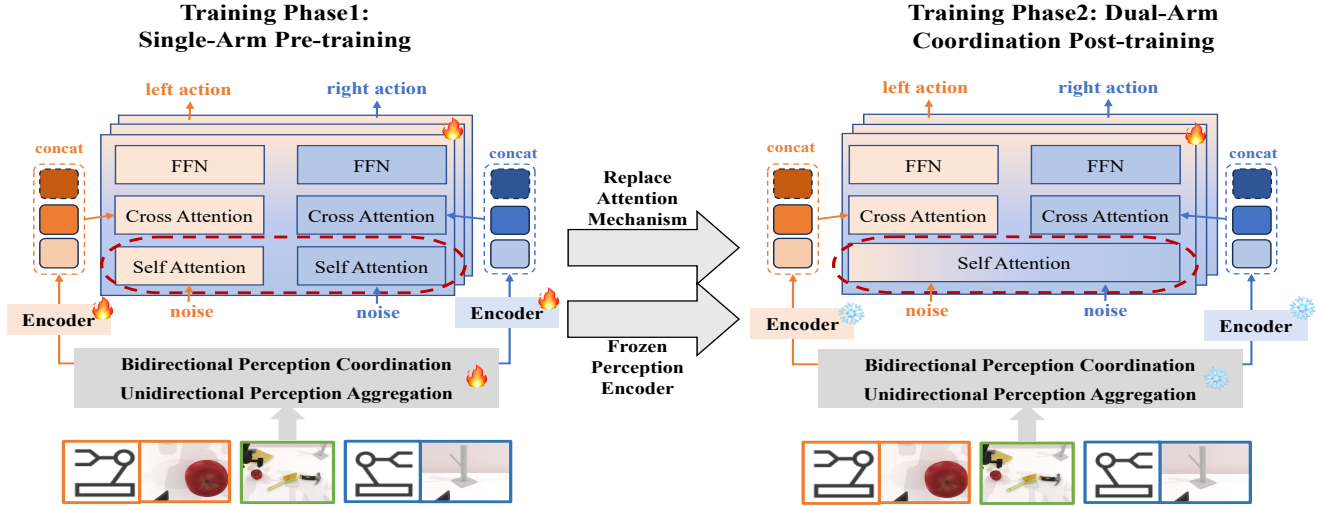 Training Phase1:
Single-Arm Pre-training
left action
right action
concat
FFN
FFN
concat
Cross Attention
Cross Attention
Self Attention
Self Attention
noise
noise
Encoder
Encoder
Bidirectional Perception Coordination
Unidirectional Perception Aggregation
Replace
Attention
Mechanism
Frozen
Perception
Encoder
Training Phase2: Dual-Arm
Coordination Post-training
left action
right action
concat
FFN
FFN
concat
Cross Attention
Cross Attention
Self Attention
noise
noise
Encoder
Encoder
Bidirectional Perception Coordination
Unidirectional Perception Aggregation